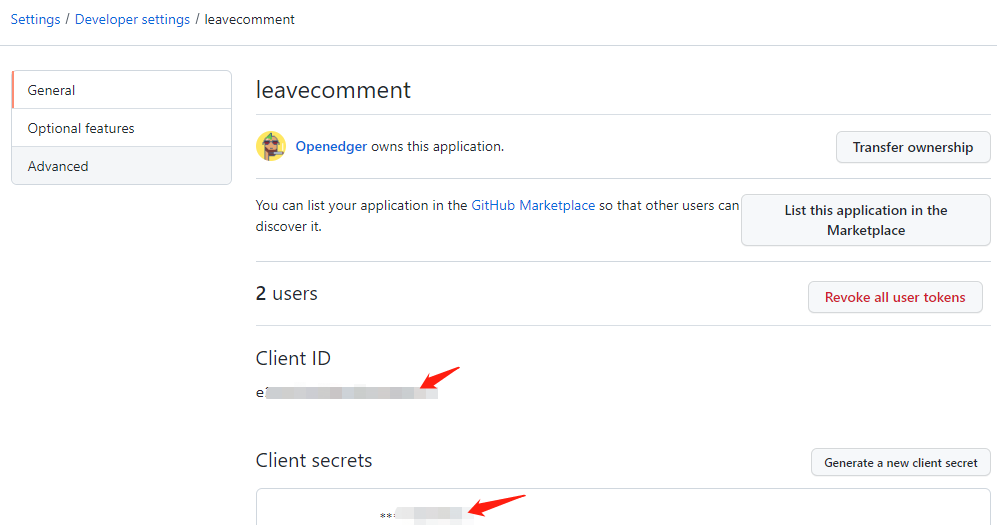 Settings / Developer settings / leavecomment
General
Optional features
Advanced
leavecomment
Openedger owns this application.
Transfer ownership
You can list your application in the GitHub Marketplace so that other users can
discover it.
List this application in the
Marketplace
2 users
Revoke all user tokens
Client ID
e
Client secrets
Generate a new client secret
***